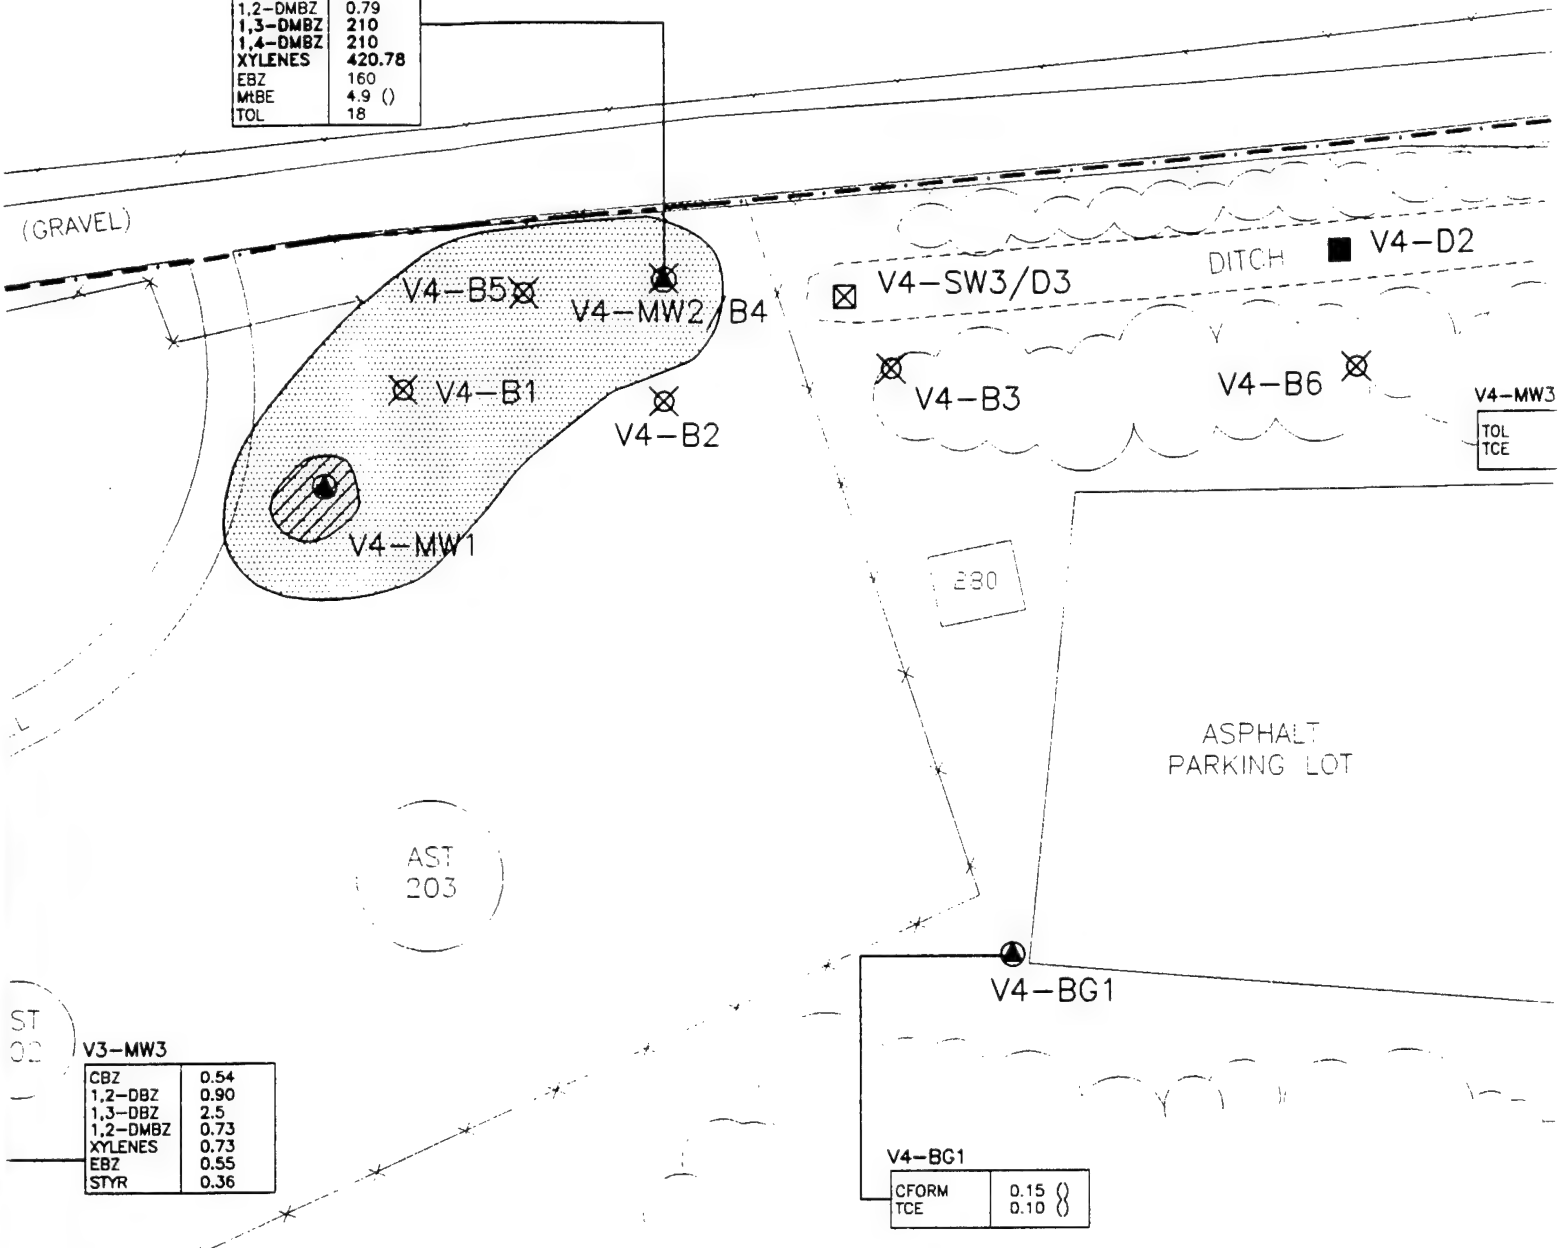 1,2-DMBZ 0.79
1,3-DMBZ 210
1,4-DMBZ 210
XYLENES 420.78
EBZ 160
MtBE 4.9 ()
TOL 18
(GRAVEL)
V4-B5
V4-MW2/B4
V4-SW3/D3
DITCH
V4-D2
V4-B1
V4-B2
V4-B3
V4-B6
V4-MW3
TOL
TCE
V4-MW1
280
ASPHALT
PARKING LOT
AST
203
V4-BG1
ST
02
L
V3-MW3
CBZ 0.54
1,2-DBZ 0.90
1,3-DBZ 2.5
1,2-DMBZ 0.73
XYLENES 0.73
EBZ 0.55
STYR 0.36
V4-BG1
CFORM 0.15 ()
TCE 0.10 ()